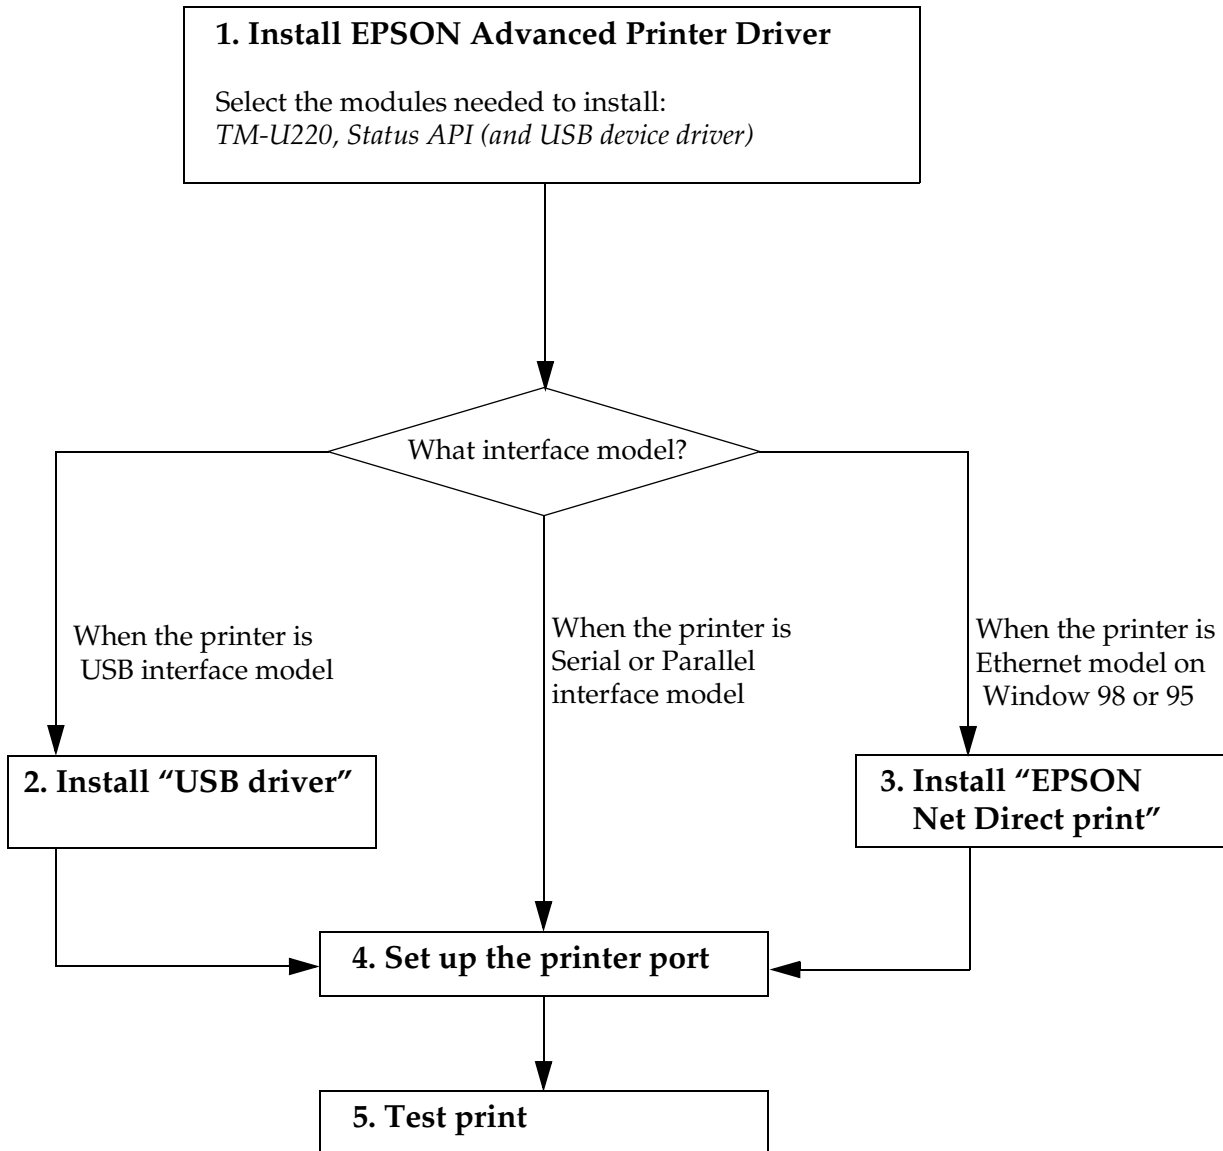 1. Install EPSON Advanced Printer Driver
Select the modules needed to install:
TM-U220, Status API (and USB device driver)
What interface model?
When the printer is
USB interface model
When the printer is
Serial or Parallel
interface model
When the printer is
Ethernet model on
Window 98 or 95
2. Install “USB driver”
3. Install “EPSON
Net Direct print”
4. Set up the printer port
5. Test print